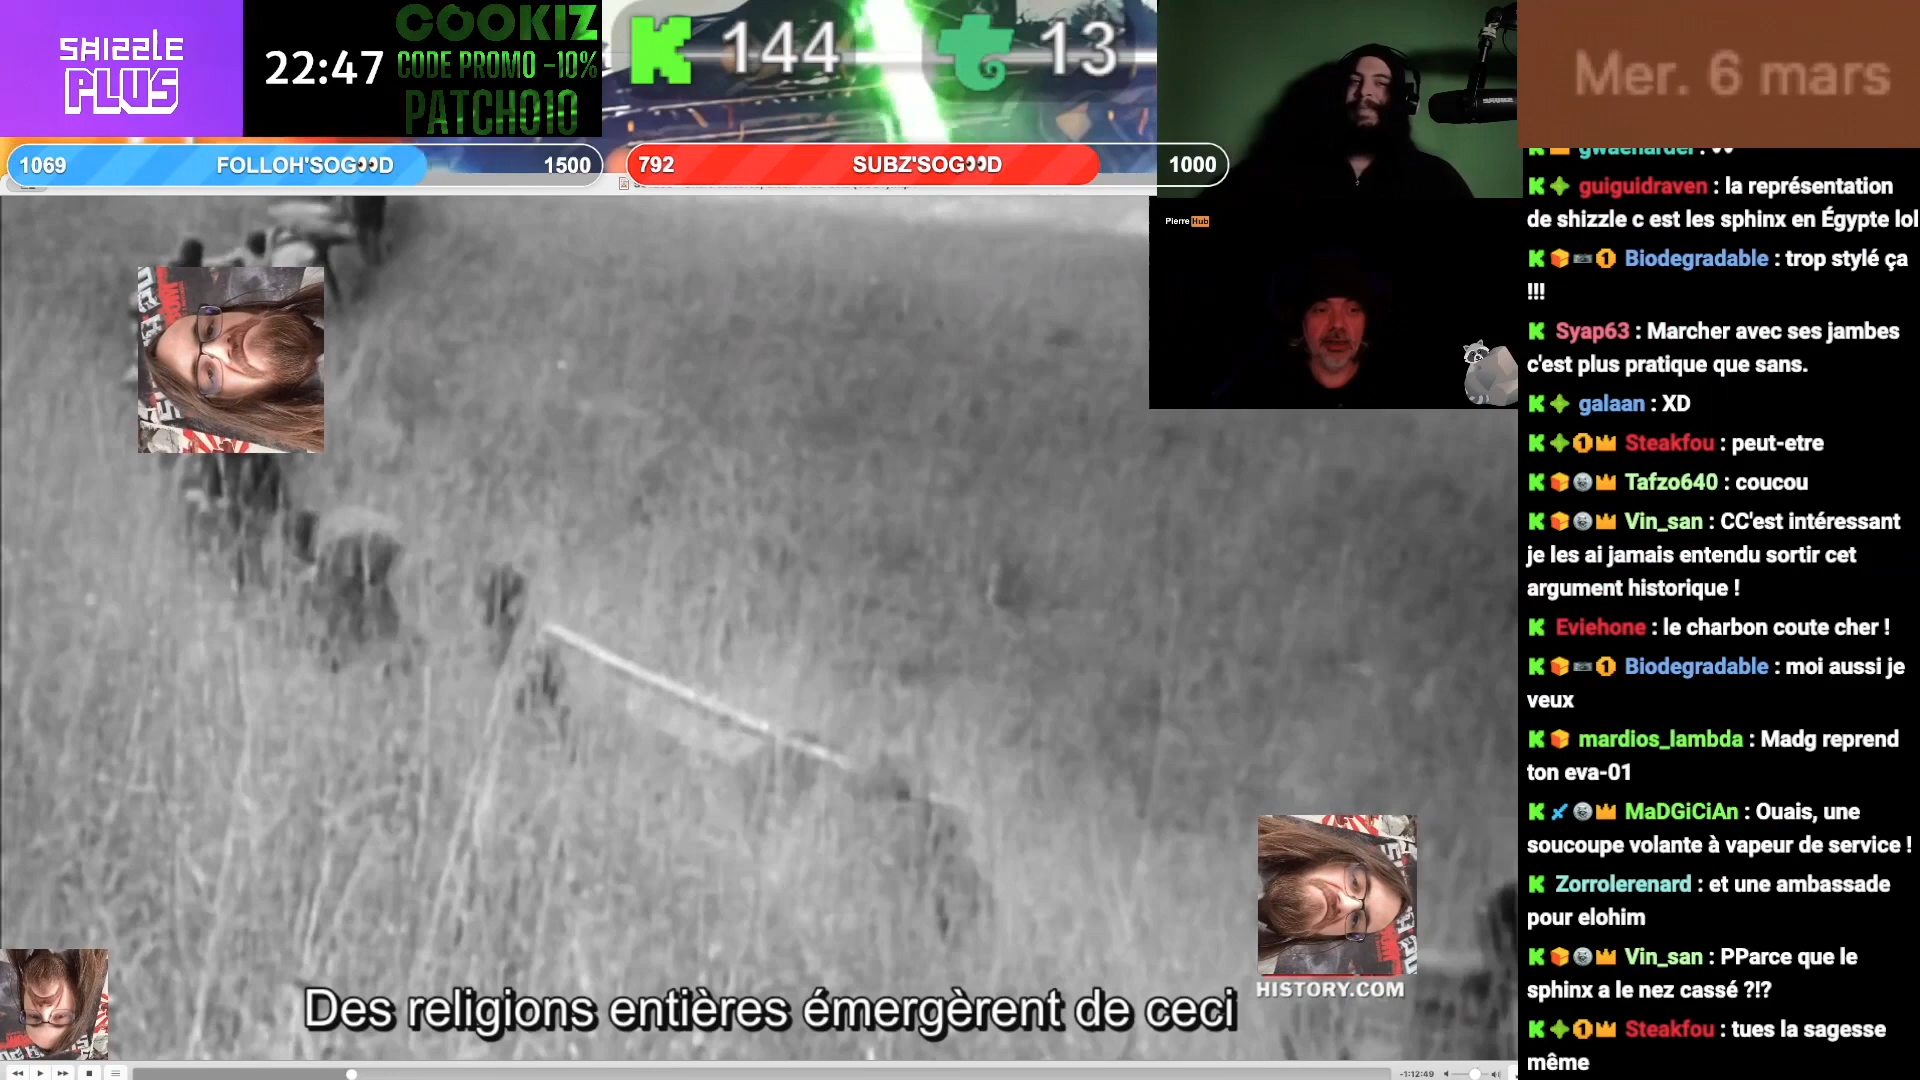 SHIZZLE
PLUS
22:47
COOKIZ
CODE PROMO -10%
PATCHO10
144
13
Mer. 6 mars
1069
FOLLOH'SOG👀D
1500
792
SUBZ'SOG👀D
1000
Pierre Hub
guiguidraven : la représentation
de shizzle c est les sphinx en Égypte lol
Biodegradable : trop stylé ça
!!!
Syap63 : Marcher avec ses jambes
c'est plus pratique que sans.
galaan : XD
Steakfou : peut-etre
Tafzo640 : coucou
Vin_san : CC'est intéressant
je les ai jamais entendu sortir cet
argument historique !
Eviehone : le charbon coute cher !
Biodegradable : moi aussi je
veux
mardios_lambda : Madg reprend
ton eva-01
MaDGiCiAn : Ouais, une
soucoupe volante à vapeur de service !
Zorrolerenard : et une ambassade
pour elohim
Vin_san : PParce que le
sphinx a le nez cassé ?!?
Steakfou : tues la sagesse
même
HISTORY.COM
Des religions entières émergèrent de ceci
-1:12:49